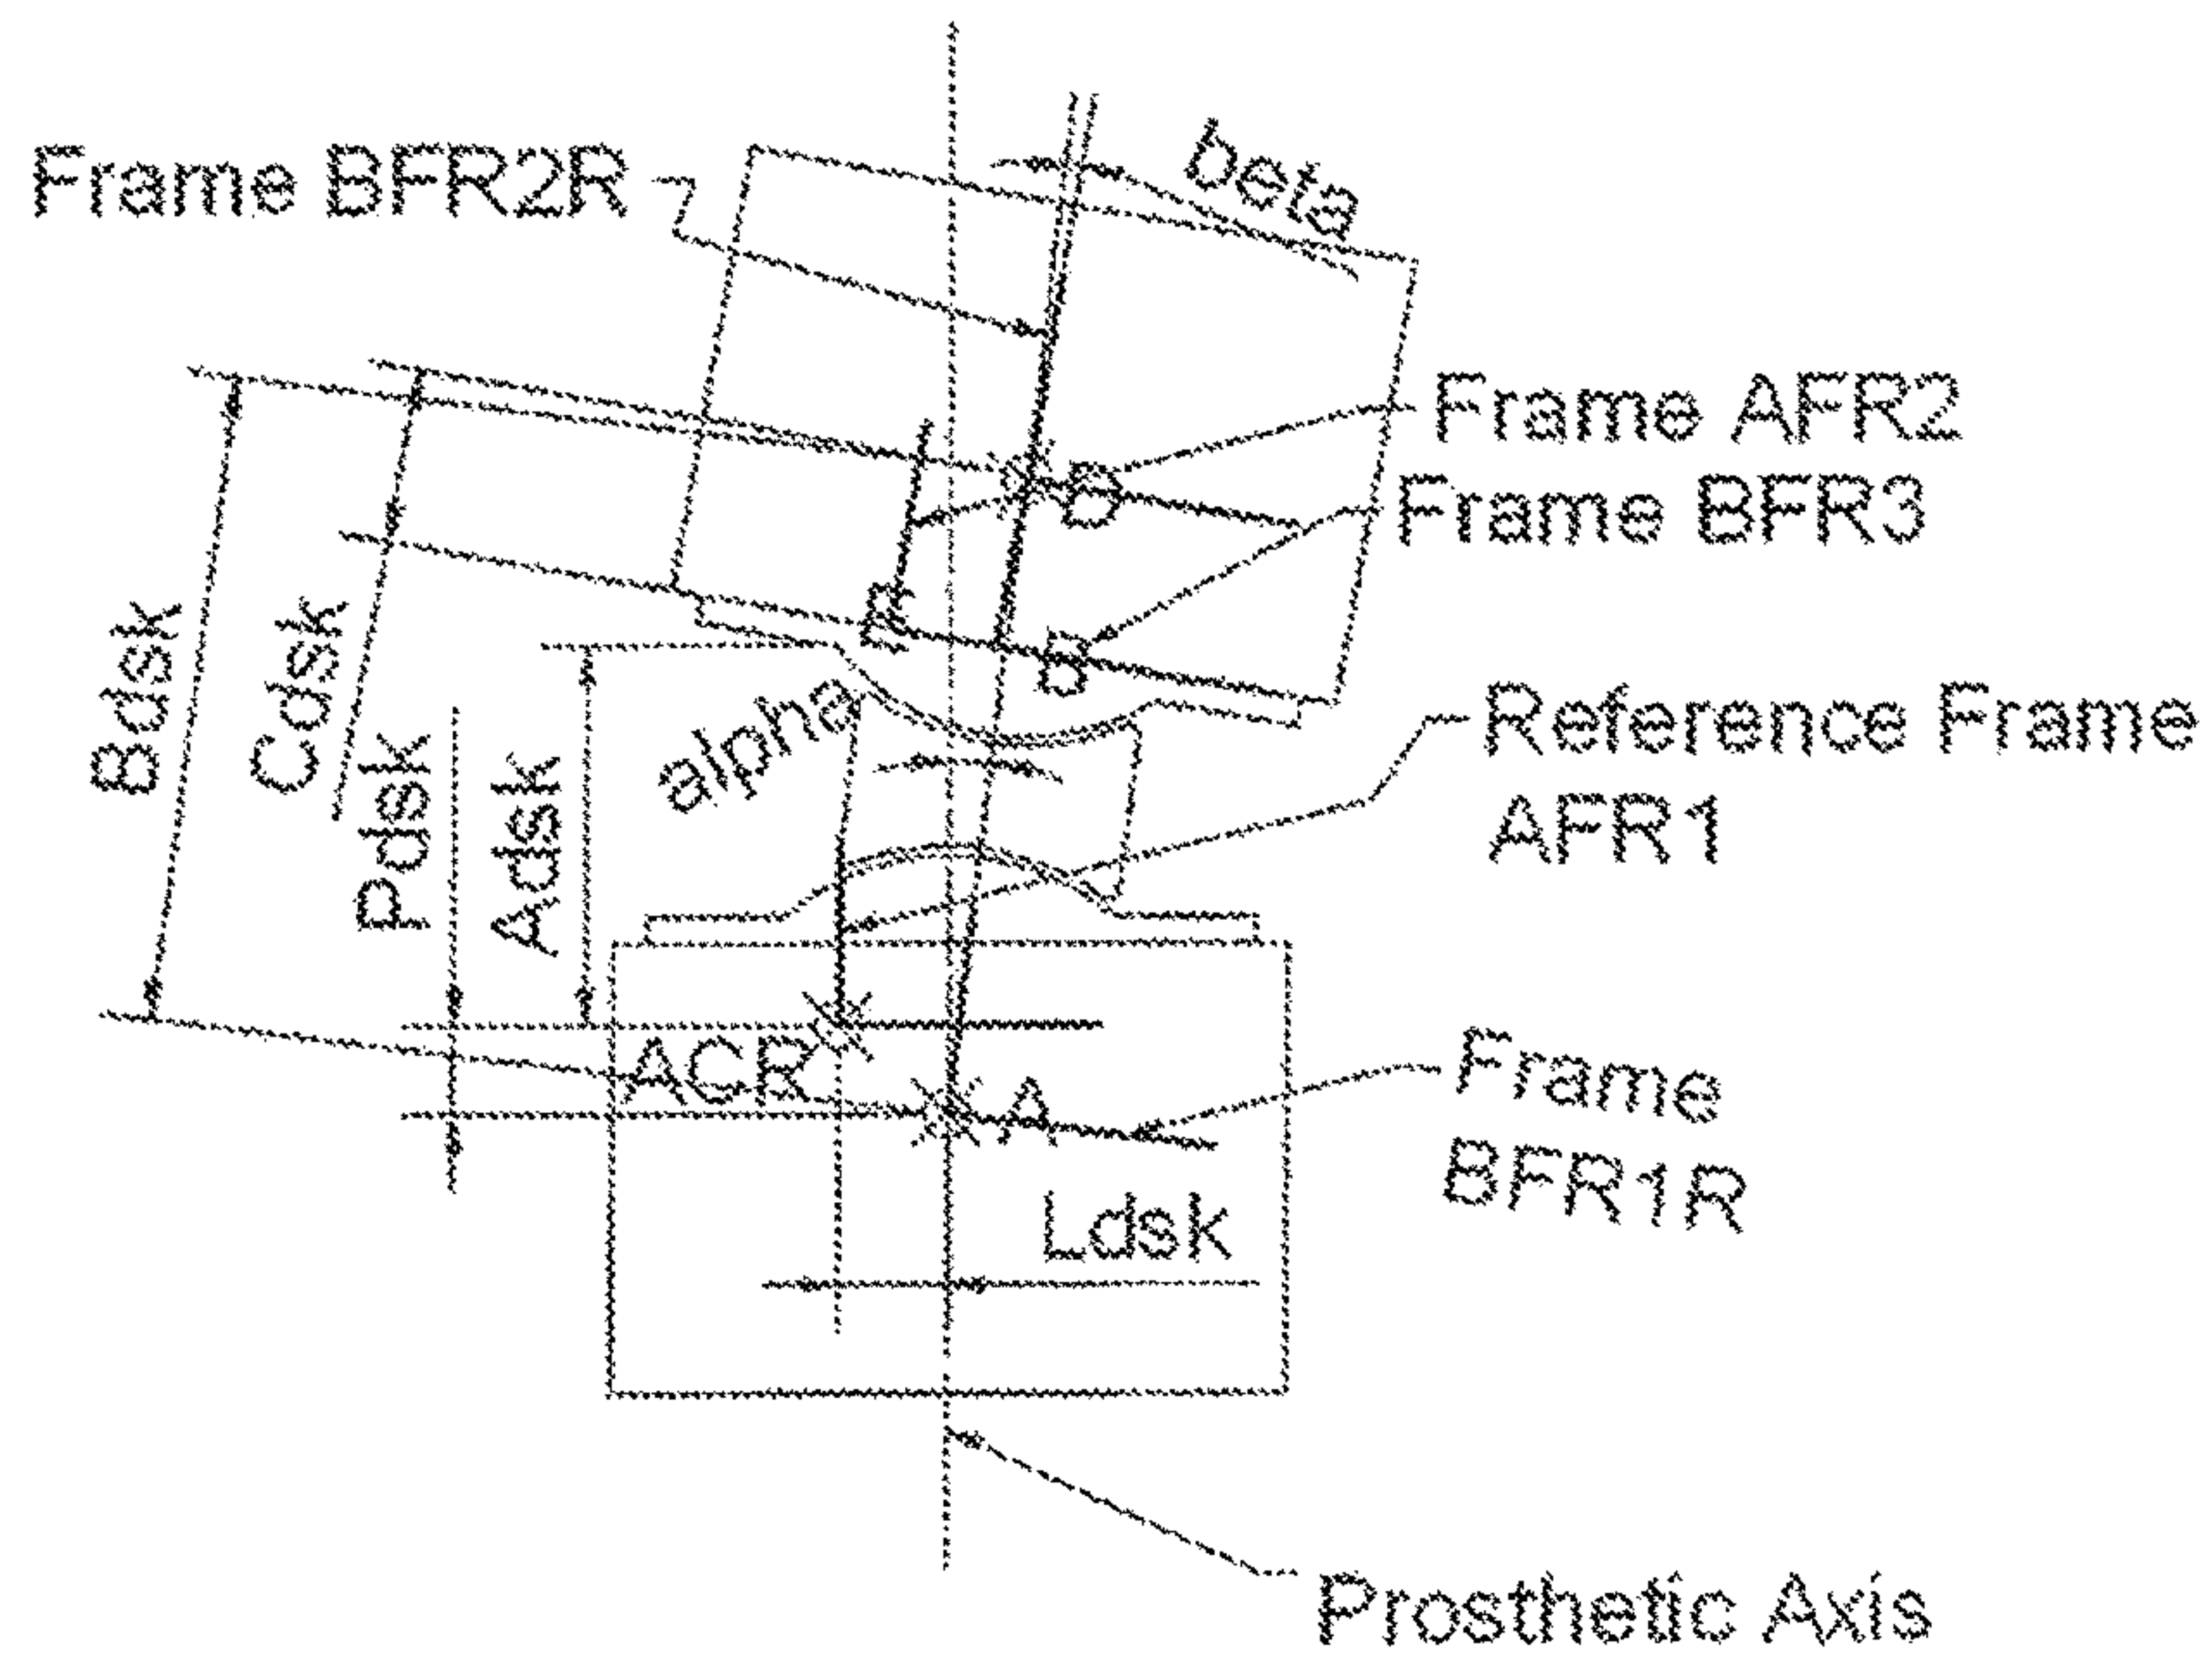 Frame BFR2R
beta
Frame AFR2
Frame BFR3
D
B
Bdsk
Cdsk
Pdsk
Adsk
alpha
Reference Frame
AFR1
ACR
A
Frame
BFR1R
Ldsk
Prosthetic Axis